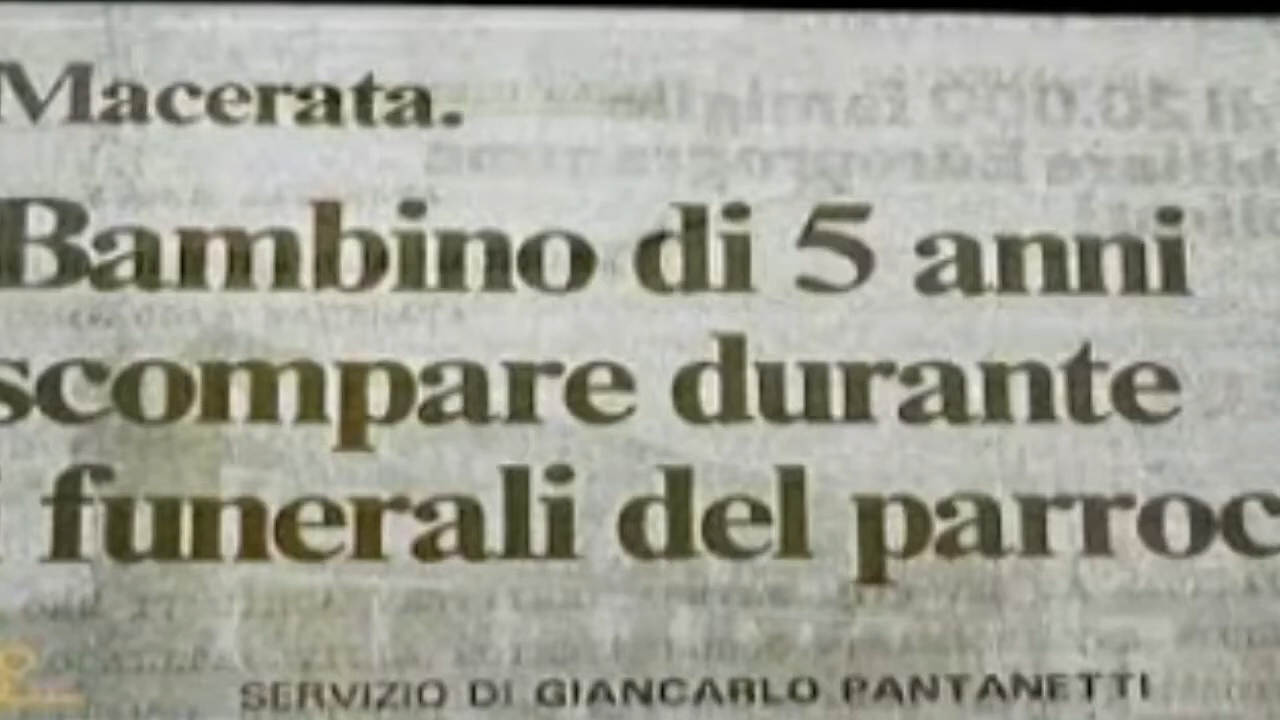 Macerata.
Bambino di 5 anni
scompare durante
i funerali del parroc
SERVIZIO DI GIANCARLO PANTANETTI